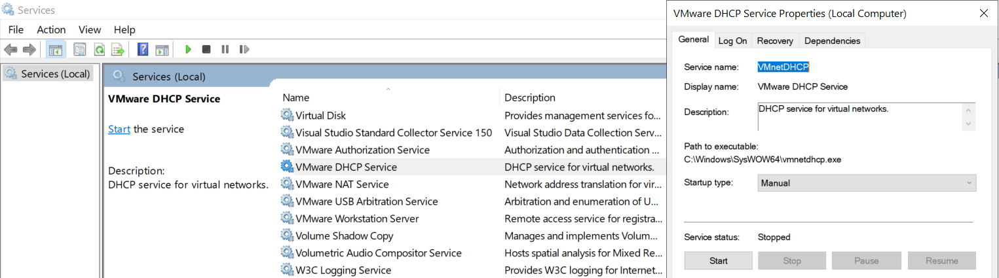 Services
File Action View Help
Services (Local)
Services (Local)
VMware DHCP Service
Start the service
Description:
DHCP service for virtual networks.
Name Description
Virtual Disk Provides management services fo...
Visual Studio Standard Collector Service 150 Visual Studio Data Collection Serv...
VMware Authorization Service Authorization and authentication ...
VMware DHCP Service DHCP service for virtual networks.
VMware NAT Service Network address translation for vir...
VMware USB Arbitration Service Arbitration and enumeration of U...
VMware Workstation Server Remote access service for registra...
Volume Shadow Copy Manages and implements Volum...
Volumetric Audio Compositor Service Hosts spatial analysis for Mixed Re...
W3C Logging Service Provides W3C logging for Internet...
VMware DHCP Service Properties (Local Computer)
General Log On Recovery Dependencies
Service name: VMnetDHCP
Display name: VMware DHCP Service
Description: DHCP service for virtual networks.
Path to executable:
C:\Windows\SysWOW64\vmnetdhcp.exe
Startup type: Manual
Service status: Stopped
Start Stop Pause Resume